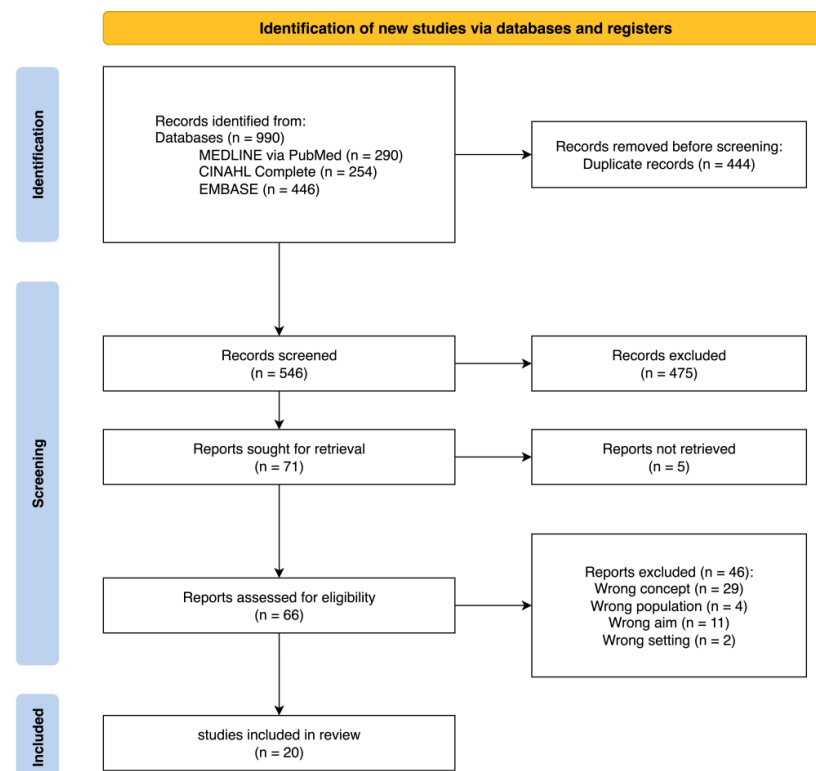 Identification of new studies via databases and registers
Identification
Records identified from:
Databases (n = 990)
MEDLINE via PubMed (n = 290)
CINAHL Complete (n = 254)
EMBASE (n = 446)
Records removed before screening:
Duplicate records (n = 444)
Screening
Records screened
(n = 546)
Records excluded
(n = 475)
Reports sought for retrieval
(n = 71)
Reports not retrieved
(n = 5)
Reports assessed for eligibility
(n = 66)
Reports excluded (n = 46):
Wrong concept (n = 29)
Wrong population (n = 4)
Wrong aim (n = 11)
Wrong setting (n = 2)
Included
studies included in review
(n = 20)